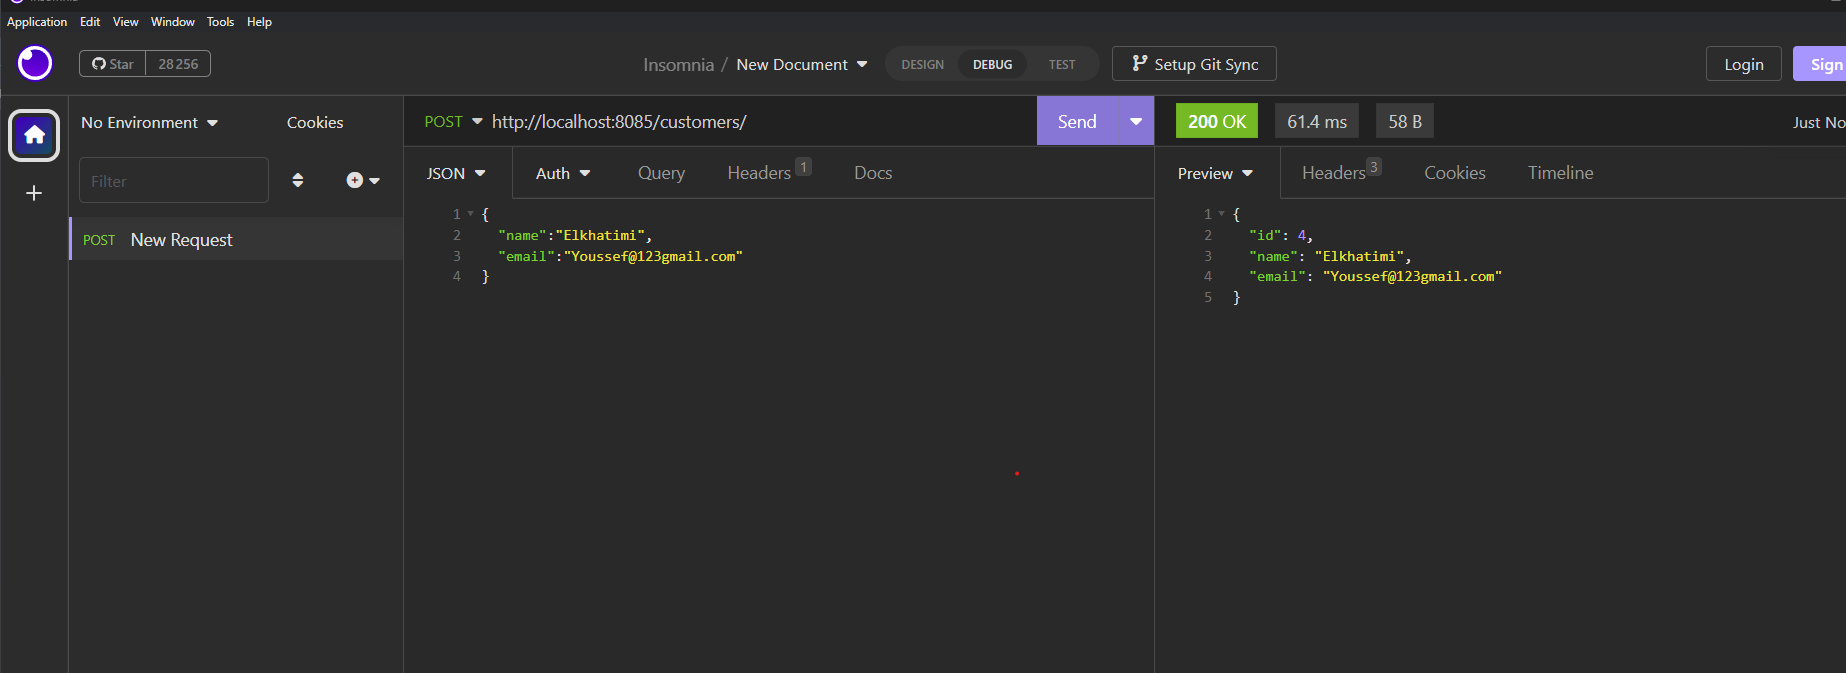 Insomnia
Application Edit View Window Tools Help
Star 28256
Insomnia / New Document
DESIGN DEBUG TEST
Setup Git Sync
Login
Sign
No Environment
Cookies
Filter
POST New Request
POST http://localhost:8085/customers/
Send
JSON Auth Query Headers 1 Docs
1 {
2 "name":"Elkhatimi",
3 "email":"Youssef@123gmail.com"
4 }
200 OK 61.4 ms 58 B
Just No
Preview Headers 3 Cookies Timeline
1 {
2 "id": 4,
3 "name": "Elkhatimi",
4 "email": "Youssef@123gmail.com"
5 }